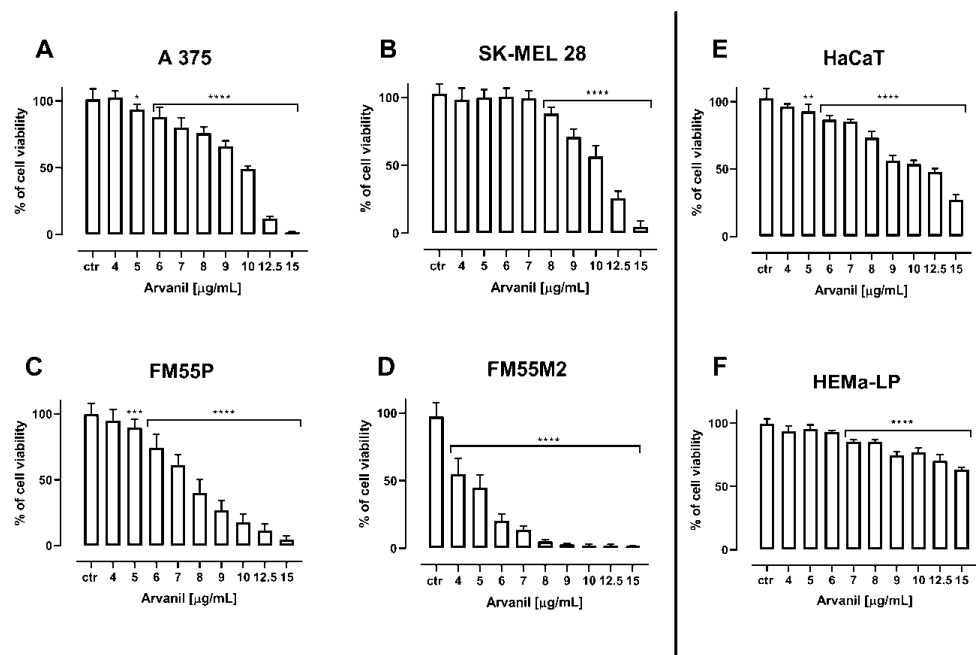 A
A 375
% of cell viability
100
50
0
*
****
ctr 4 5 6 7 8 9 10 12.5 15
Arvanil [µg/mL]
B
SK-MEL 28
% of cell viability
100
50
0
****
ctr 4 5 6 7 8 9 10 12.5 15
Arvanil [µg/mL]
E
HaCaT
% of cell viability
100
50
0
**
****
ctr 4 5 6 7 8 9 10 12.5 15
Arvanil [µg/mL]
C
FM55P
% of cell viability
100
50
0
***
****
ctr 4 5 6 7 8 9 10 12.5 15
Arvanil [µg/mL]
D
FM55M2
% of cell viability
100
50
0
****
ctr 4 5 6 7 8 9 10 12.5 15
Arvanil [µg/mL]
F
HEMa-LP
% of cell viability
100
50
0
****
ctr 4 5 6 7 8 9 10 12.5 15
Arvanil [µg/mL]